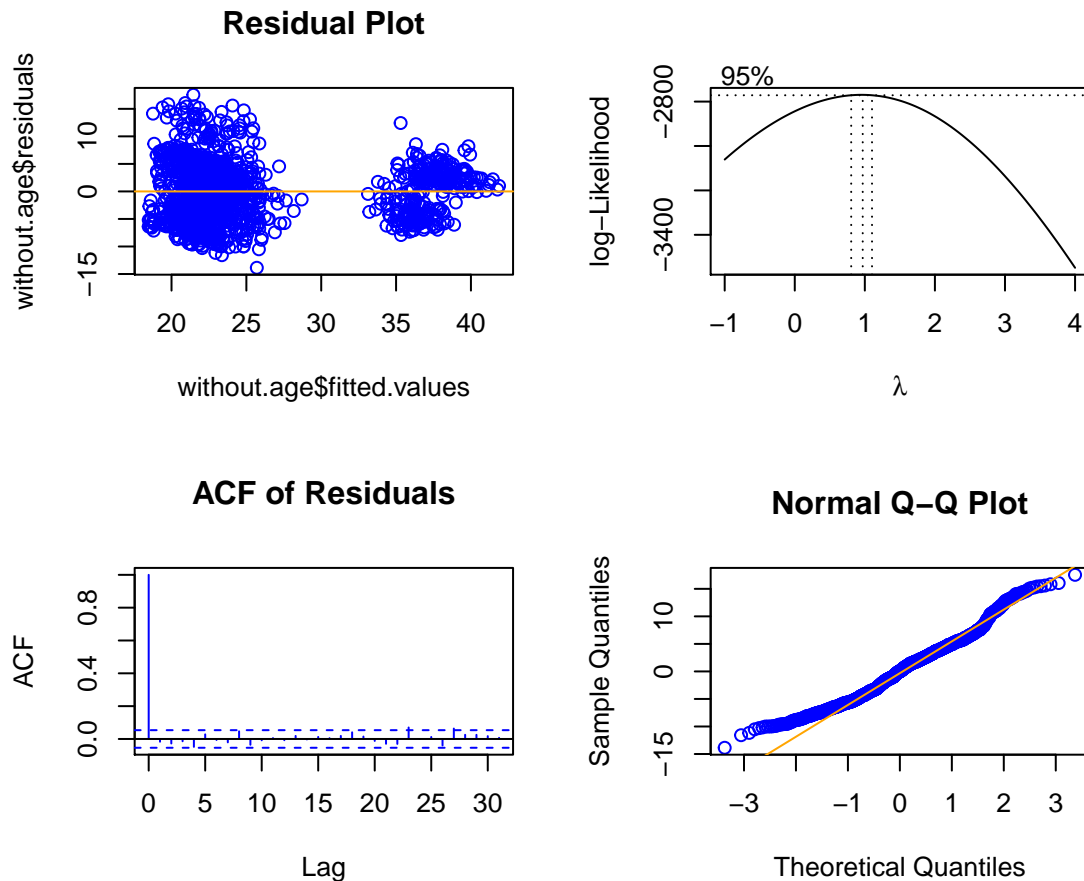 Residual Plot
without.age$residuals
−15 0 10
20 25 30 35 40
without.age$fitted.values
95%
log−Likelihood
−3400 −2800
−1 0 1 2 3 4
λ
ACF of Residuals
ACF
0.0 0.4 0.8
0 5 10 15 20 25 30
Lag
Normal Q−Q Plot
Sample Quantiles
−15 0 10
−3 −1 0 1 2 3
Theoretical Quantiles